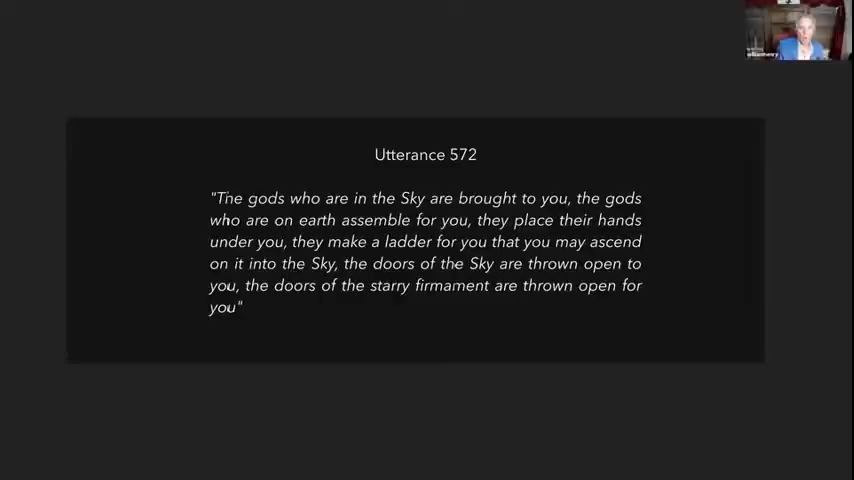 williamhenry
Utterance 572
"The gods who are in the Sky are brought to you, the gods
who are on earth assemble for you, they place their hands
under you, they make a ladder for you that you may ascend
on it into the Sky, the doors of the Sky are thrown open to
you, the doors of the starry firmament are thrown open for
you"